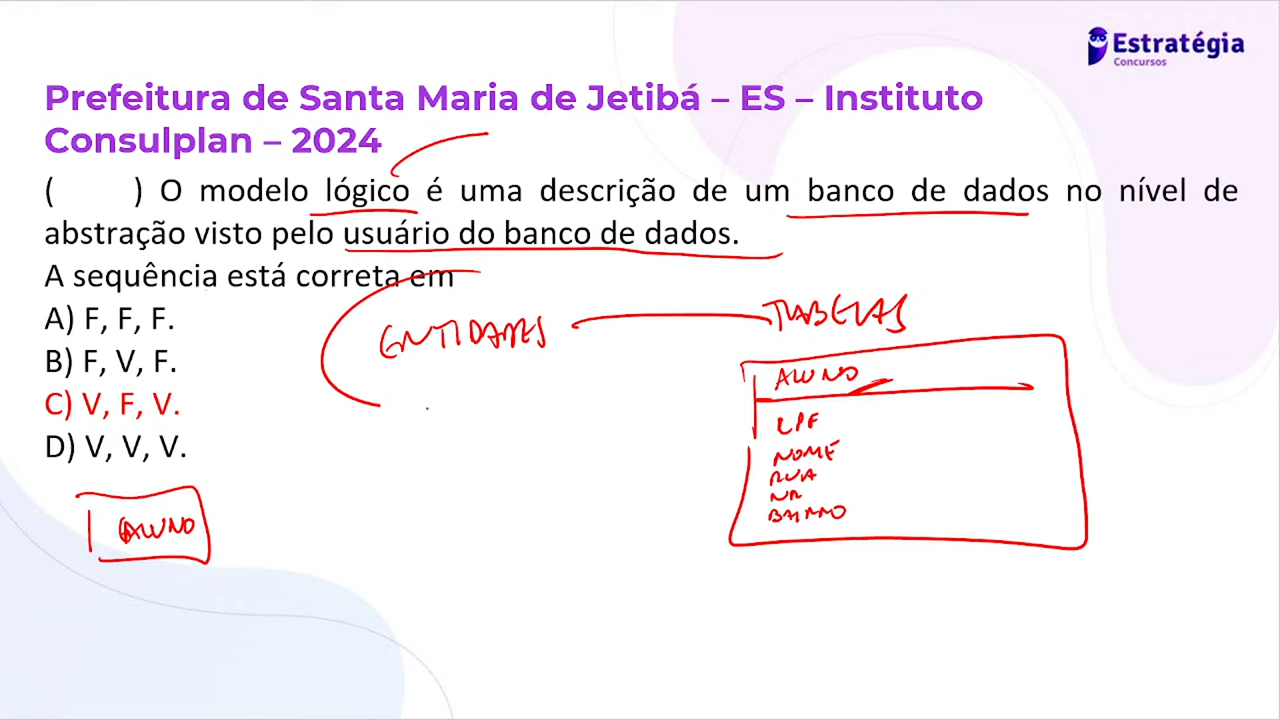 Estratégia
Concursos
Prefeitura de Santa Maria de Jetibá – ES – Instituto
Consulplan – 2024
( ) O modelo lógico é uma descrição de um banco de dados no nível de
abstração visto pelo usuário do banco de dados.
A sequência está correta em
A) F, F, F.
B) F, V, F.
C) V, F, V.
D) V, V, V.
ENTIDADES
TABELAS
ALUNO
CPF
NOME
RUA
NR
BAIRRO
ALUNO